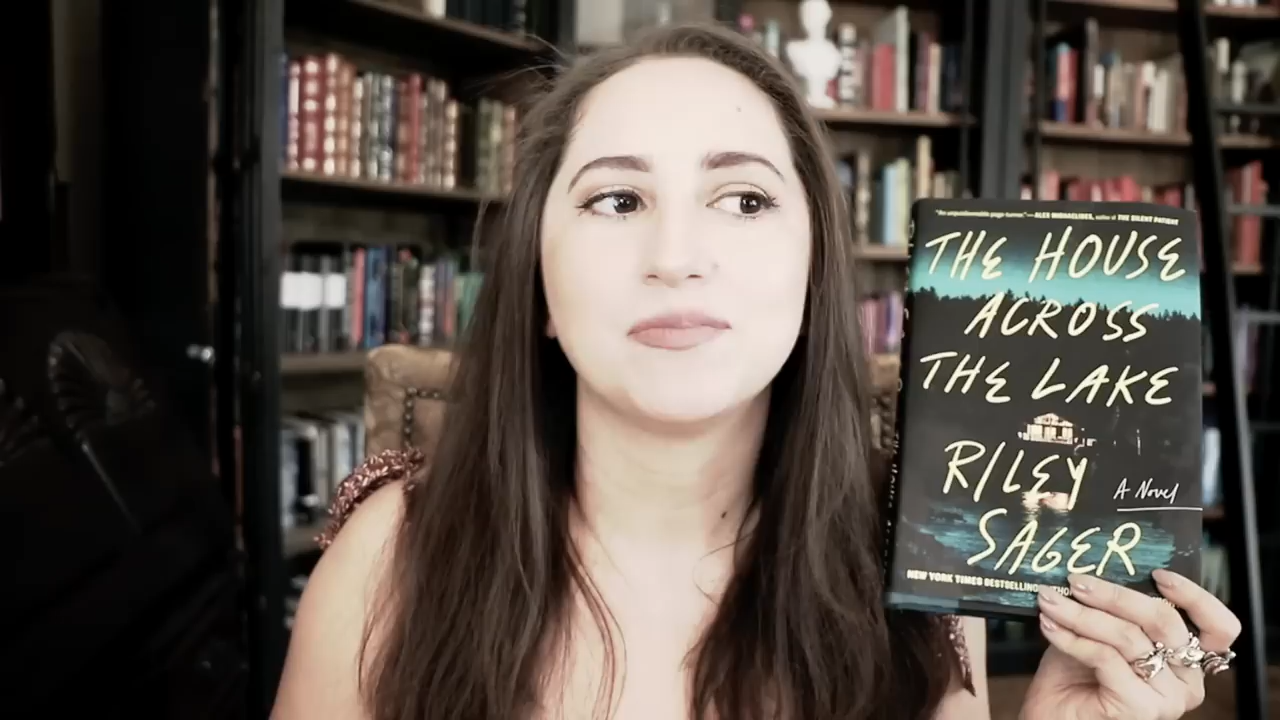 "An unputdownable page-turner."—ALEX MICHAELIDES, author of THE SILENT PATIENT
THE HOUSE
ACROSS
THE LAKE
RILEY
A Novel
SAGER
NEW YORK TIMES BESTSELLING